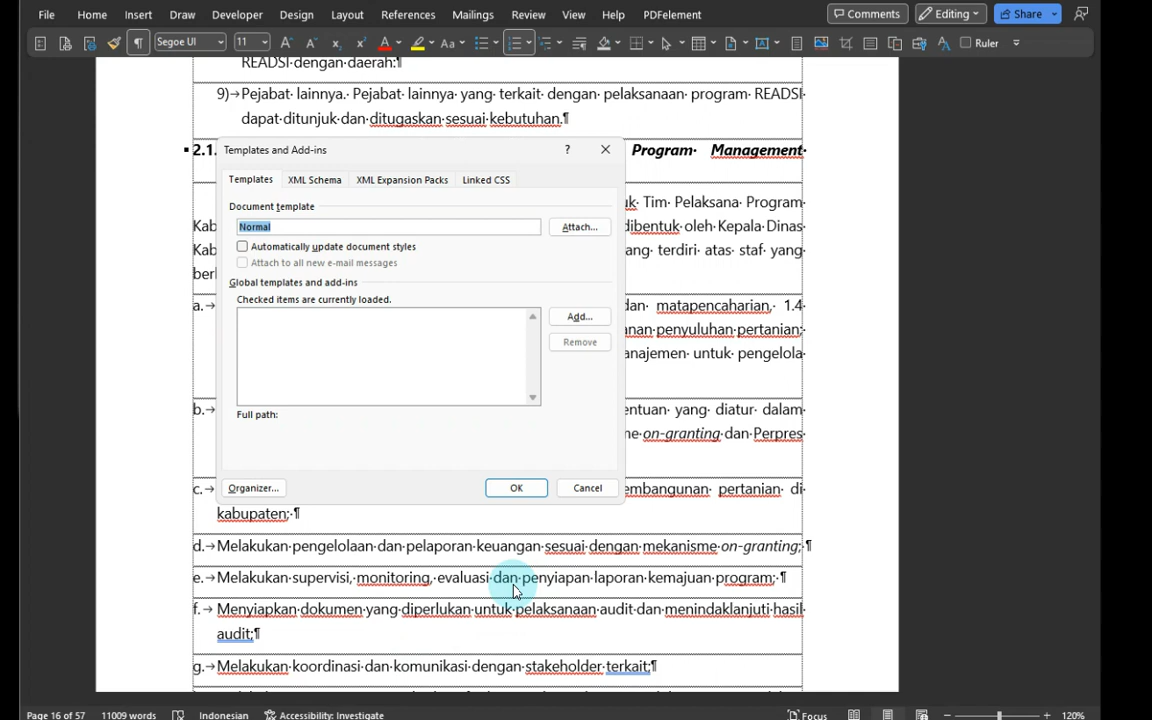 File Home Insert Draw Developer Design Layout References Mailings Review View Help PDFelement Comments Editing Share
Segoe UI 11 Aa Ruler
READSI·dengan·daerah:¶
9)→Pejabat· lainnya.· Pejabat· lainnya· yang· terkait· dengan· pelaksanaan· program· READSI·
dapat·ditunjuk·dan·ditugaskan·sesuai·kebutuhan.¶
2.1. Program· Management·
Templates and Add-ins
?
Templates XML Schema XML Expansion Packs Linked CSS
Document template
Normal
Attach...
Automatically update document styles
Attach to all new e-mail messages
Global templates and add-ins
Checked items are currently loaded.
Add...
Remove
Full path:
Organizer...
OK
Cancel
uk· Tim· Pelaksana· Program·
Kab dibentuk·oleh·Kepala·Dinas·
Kab ang· terdiri· atas· staf· yang·
berl
a.→ dan· matapencaharian,· 1.4·
anan·penyuluhan·pertanian;·
anajemen· untuk· pengelola·
b.→ entuan· yang· diatur· dalam·
me·on-granting·dan·Perpres·
c.→ embangunan· pertanian· di·
kabupaten;·¶
d.→Melakukan·pengelolaan·dan·pelaporan·keuangan·sesuai·dengan·mekanisme·on-granting;·¶
e.→Melakukan·supervisi,·monitoring,·evaluasi·dan·penyiapan·laporan·kemajuan·program;·¶
f.→Menyiapkan·dokumen·yang·diperlukan·untuk·pelaksanaan·audit·dan·menindaklanjuti·hasil·
audit;¶
g.→Melakukan·koordinasi·dan·komunikasi·dengan·stakeholder·terkait;¶
Page 16 of 57 11009 words Indonesian Accessibility: Investigate Focus 120%